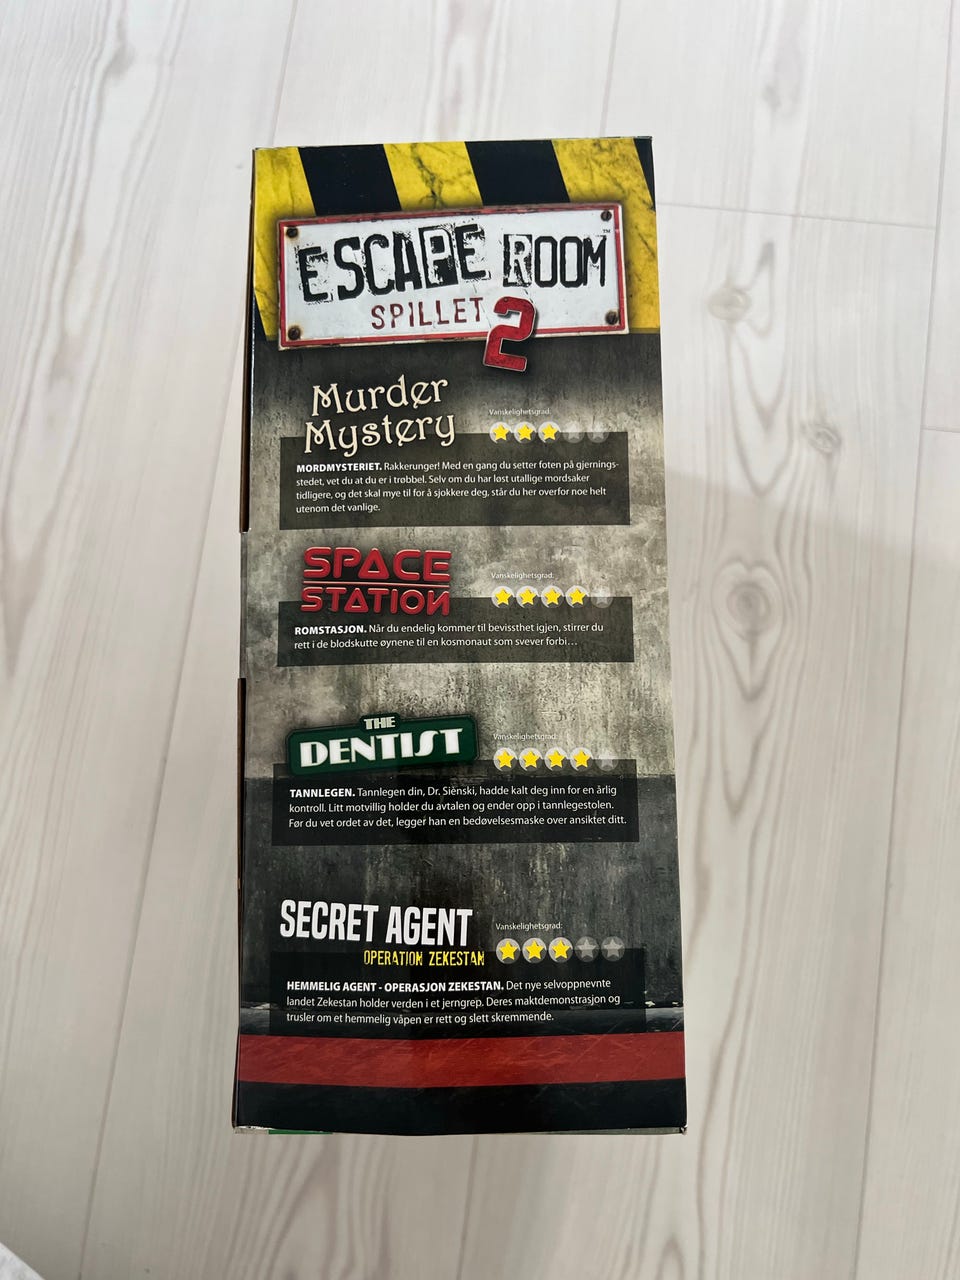 ESCAPE ROOM™
SPILLET 2
Murder
Mystery
Vanskelighetsgrad:
MORDMYSTERIET. Rakkerunger! Med en gang du setter foten på gjernings-
stedet, vet du at du er i trøbbel. Selv om du har løst utallige mordsaker
tidligere, og det skal mye til for å sjokkere deg, står du her overfor noe helt
utenom det vanlige.
SPACE
STATION
Vanskelighetsgrad:
ROMSTASJON. Når du endelig kommer til bevissthet igjen, stirrer du
rett i de blodskutte øynene til en kosmonaut som svever forbi...
THE
DENTIST
Vanskelighetsgrad:
TANNLEGEN. Tannlegen din, Dr. Siënski, hadde kalt deg inn for en årlig
kontroll. Litt motvillig holder du avtalen og ender opp i tannlegestolen.
Før du vet ordet av det, legger han en bedøvelsesmaske over ansiktet ditt.
SECRET AGENT
OPERATION ZEKESTAN
Vanskelighetsgrad:
HEMMELIG AGENT - OPERASJON ZEKESTAN. Det nye selvoppnevnte
landet Zekestan holder verden i et jerngrep. Deres maktdemonstrasjon og
trusler om et hemmelig våpen er rett og slett skremmende.